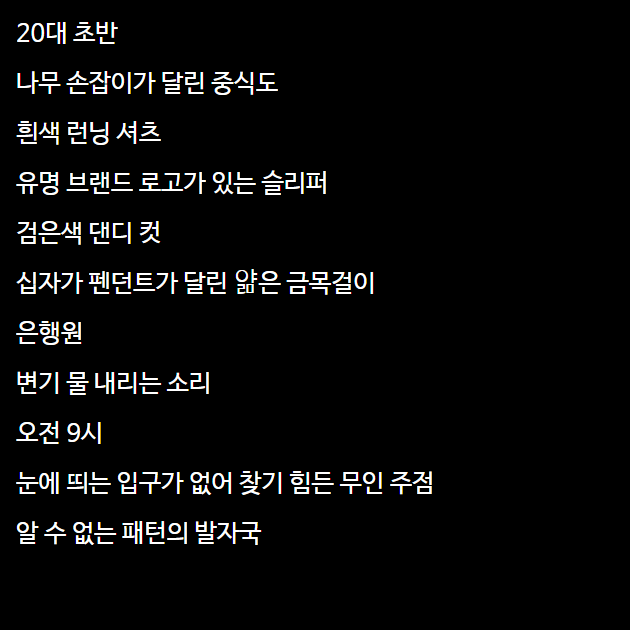 20대 초반
나무 손잡이가 달린 중식도
흰색 런닝 셔츠
유명 브랜드 로고가 있는 슬리퍼
검은색 댄디 컷
십자가 펜던트가 달린 얇은 금목걸이
은행원
변기 물 내리는 소리
오전 9시
눈에 띄는 입구가 없어 찾기 힘든 무인 주점
알 수 없는 패턴의 발자국